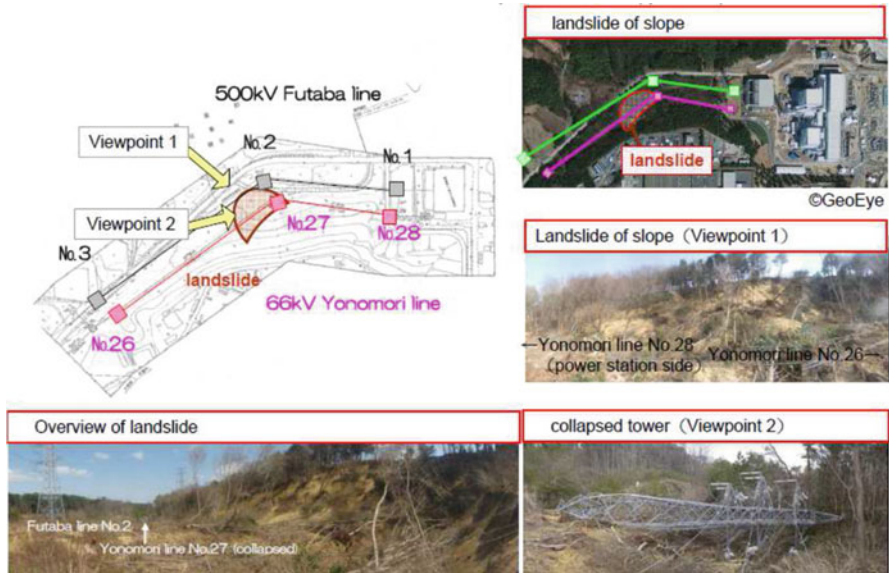 500kV Futaba line
Viewpoint 1
No.2
No.1
Viewpoint 2
No.27
No.28
No.3
landslide
66kV Yonomori line
No.26
landslide of slope
landslide
©GeoEye
Landslide of slope（Viewpoint 1）
←Yonomori line No.28
(power station side)
Yonomori line No.26→
Overview of landslide
Futaba line No.2
Yonomori line No.27 (collapsed)
collapsed tower（Viewpoint 2）